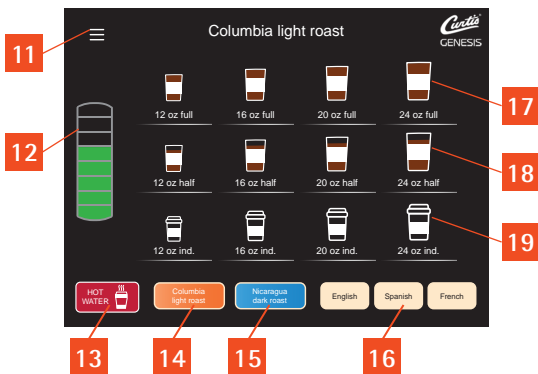 Columbia light roast
Curtis
GENESIS
11
12 oz full
16 oz full
20 oz full
24 oz full
17
12
12 oz half
16 oz half
20 oz half
24 oz half
18
12 oz ind.
16 oz ind.
20 oz ind.
24 oz ind.
19
HOT
WATER
Columbia
light roast
Nicaragua
dark roast
English
Spanish
French
13
14
15
16